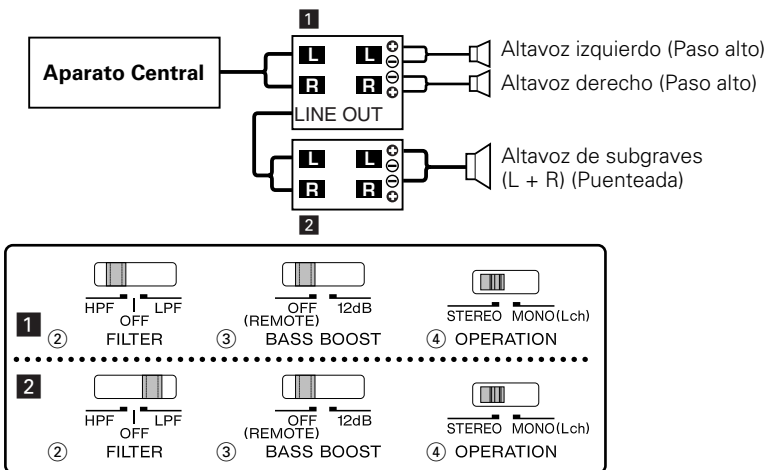 1
Aparato Central
L L ⊕ ⊖
R R ⊖ ⊕
LINE OUT
Altavoz izquierdo (Paso alto)
Altavoz derecho (Paso alto)
L L ⊕ ⊖
R R ⊖ ⊕
2
Altavoz de subgraves
(L + R) (Puenteada)
1
HPF LPF
OFF
② FILTER
OFF 12dB
(REMOTE)
③ BASS BOOST
STEREO MONO(Lch)
④ OPERATION
2
HPF LPF
OFF
② FILTER
OFF 12dB
(REMOTE)
③ BASS BOOST
STEREO MONO(Lch)
④ OPERATION